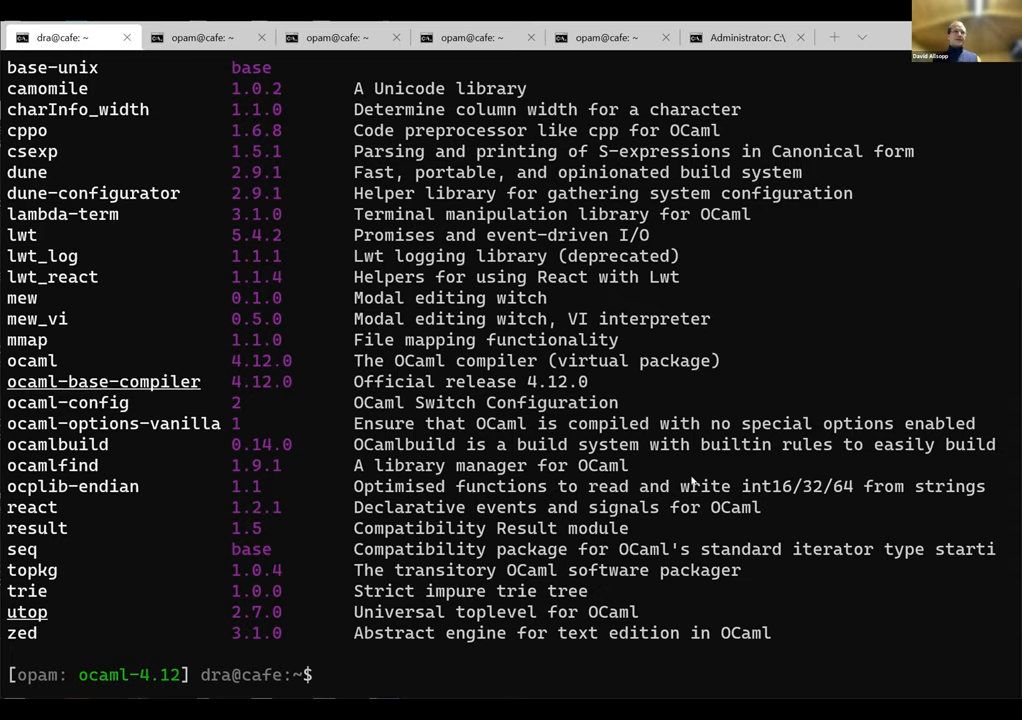 dra@cafe: ~ opam@cafe: ~ opam@cafe: ~ opam@cafe: ~ opam@cafe: ~ Administrator: C:\
David Allsopp
base-unix base
camomile 1.0.2 A Unicode library
charInfo_width 1.1.0 Determine column width for a character
cppo 1.6.8 Code preprocessor like cpp for OCaml
csexp 1.5.1 Parsing and printing of S-expressions in Canonical form
dune 2.9.1 Fast, portable, and opinionated build system
dune-configurator 2.9.1 Helper library for gathering system configuration
lambda-term 3.1.0 Terminal manipulation library for OCaml
lwt 5.4.2 Promises and event-driven I/O
lwt_log 1.1.1 Lwt logging library (deprecated)
lwt_react 1.1.4 Helpers for using React with Lwt
mew 0.1.0 Modal editing witch
mew_vi 0.5.0 Modal editing witch, VI interpreter
mmap 1.1.0 File mapping functionality
ocaml 4.12.0 The OCaml compiler (virtual package)
ocaml-base-compiler 4.12.0 Official release 4.12.0
ocaml-config 2 OCaml Switch Configuration
ocaml-options-vanilla 1 Ensure that OCaml is compiled with no special options enabled
ocamlbuild 0.14.0 OCamlbuild is a build system with builtin rules to easily build
ocamlfind 1.9.1 A library manager for OCaml
ocplib-endian 1.1 Optimised functions to read and write int16/32/64 from strings
react 1.2.1 Declarative events and signals for OCaml
result 1.5 Compatibility Result module
seq base Compatibility package for OCaml's standard iterator type starti
topkg 1.0.4 The transitory OCaml software packager
trie 1.0.0 Strict impure trie tree
utop 2.7.0 Universal toplevel for OCaml
zed 3.1.0 Abstract engine for text edition in OCaml
[opam: ocaml-4.12] dra@cafe:~$